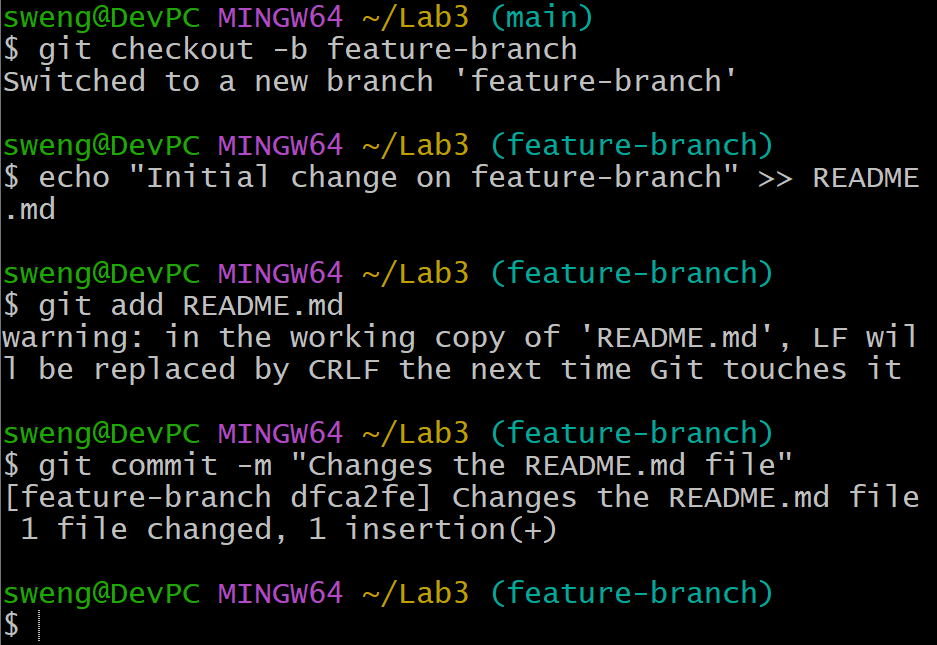 sweng@DevPC MINGW64 ~/Lab3 (main)
$ git checkout -b feature-branch
Switched to a new branch 'feature-branch'
sweng@DevPC MINGW64 ~/Lab3 (feature-branch)
$ echo "Initial change on feature-branch" >> README
.md
sweng@DevPC MINGW64 ~/Lab3 (feature-branch)
$ git add README.md
warning: in the working copy of 'README.md', LF wil
l be replaced by CRLF the next time Git touches it
sweng@DevPC MINGW64 ~/Lab3 (feature-branch)
$ git commit -m "Changes the README.md file"
[feature-branch dfca2fe] Changes the README.md file
 1 file changed, 1 insertion(+)
sweng@DevPC MINGW64 ~/Lab3 (feature-branch)
$